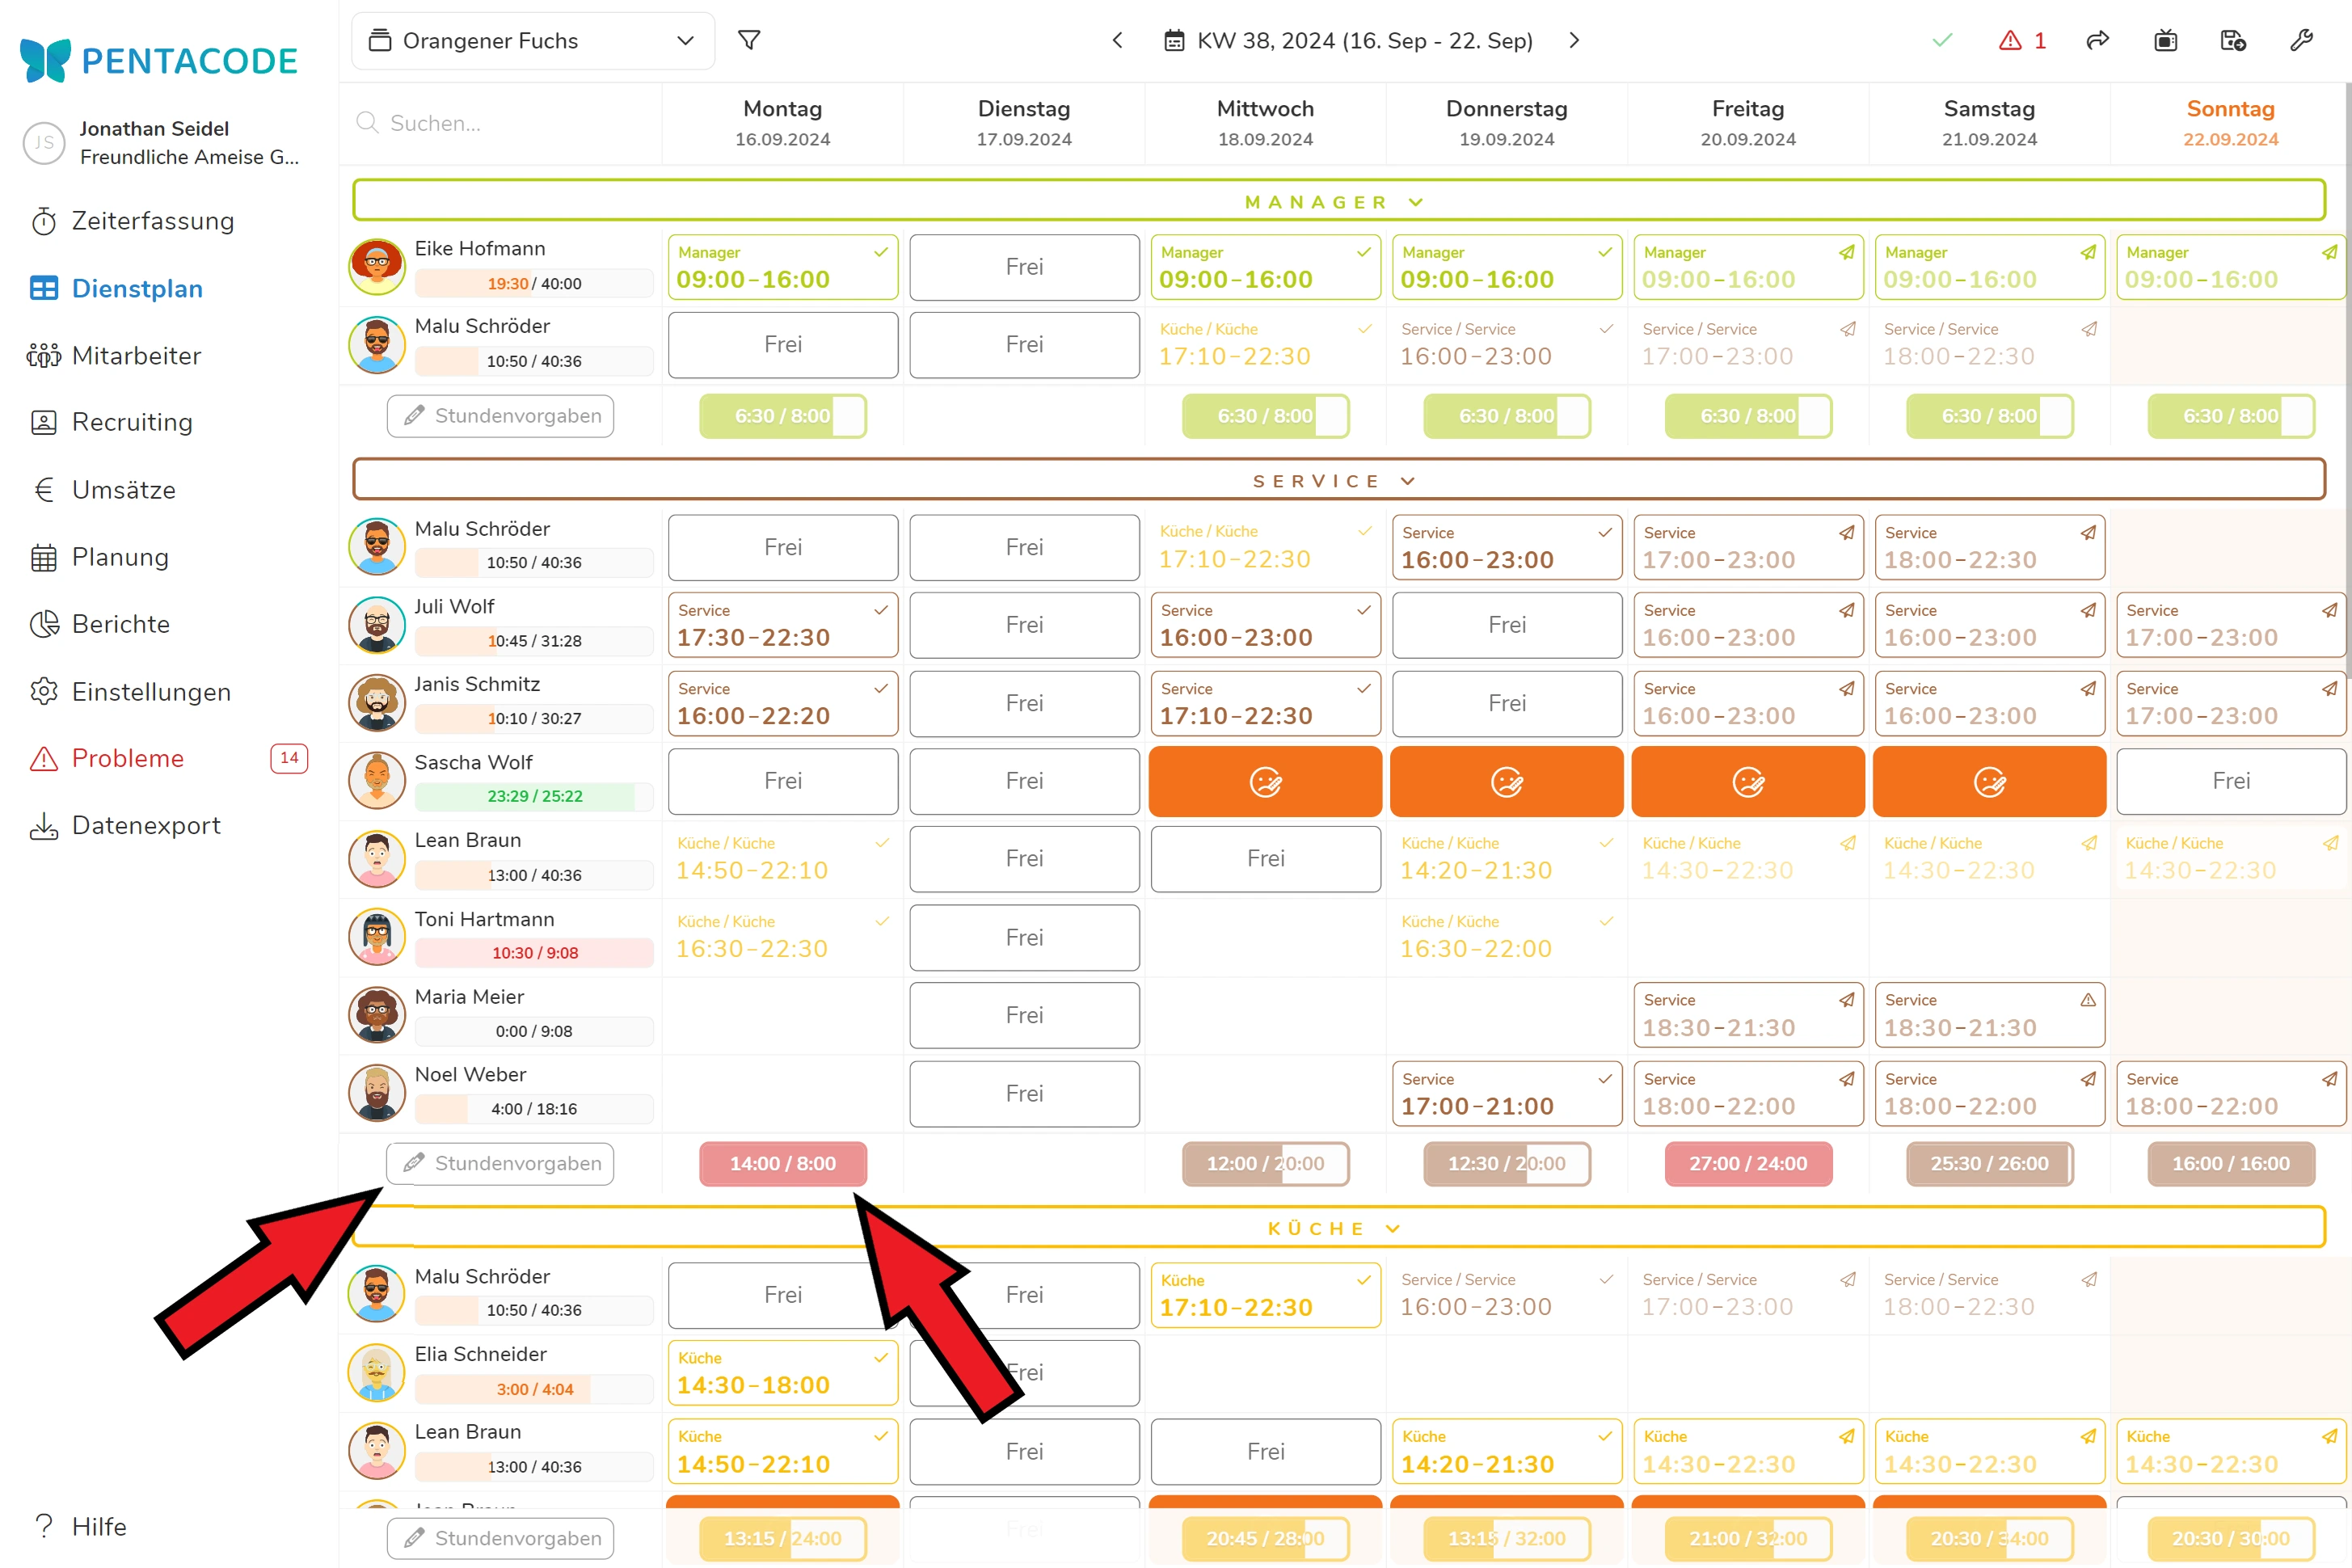 PENTACODE
JS
Jonathan Seidel
Freundliche Ameise G...
Zeiterfassung
Dienstplan
Mitarbeiter
Recruiting
Umsätze
Planung
Berichte
Einstellungen
Probleme 14
Datenexport
Hilfe
Orangener Fuchs
KW 38, 2024 (16. Sep - 22. Sep)
1
Suchen...
Montag Dienstag Mittwoch Donnerstag Freitag Samstag Sonntag
16.09.2024 17.09.2024 18.09.2024 19.09.2024 20.09.2024 21.09.2024 22.09.2024
MANAGER
Eike Hofmann
19:30 / 40:00
Manager Frei Manager Manager Manager Manager Manager
09:00-16:00 09:00-16:00 09:00-16:00 09:00-16:00 09:00-16:00 09:00-16:00
Malu Schröder
10:50 / 40:36
Frei Frei Küche / Küche Service / Service Service / Service Service / Service
17:10-22:30 16:00-23:00 17:00-23:00 18:00-22:30
Stundenvorgaben 6:30 / 8:00 6:30 / 8:00 6:30 / 8:00 6:30 / 8:00 6:30 / 8:00 6:30 / 8:00
SERVICE
Malu Schröder
10:50 / 40:36
Frei Frei Küche / Küche Service Service Service
17:10-22:30 16:00-23:00 17:00-23:00 18:00-22:30
Juli Wolf
10:45 / 31:28
Service Frei Service Frei Service Service Service
17:30-22:30 16:00-23:00 16:00-23:00 16:00-23:00 17:00-23:00
Janis Schmitz
10:10 / 30:27
Service Frei Service Frei Service Service Service
16:00-22:20 17:10-22:30 16:00-23:00 16:00-23:00 17:00-23:00
Sascha Wolf
23:29 / 25:22
Frei Frei Frei
Lean Braun
13:00 / 40:36
Küche / Küche Frei Frei Küche / Küche Küche / Küche Küche / Küche Küche / Küche
14:50-22:10 14:20-21:30 14:30-22:30 14:30-22:30 14:30-22:30
Toni Hartmann
10:30 / 9:08
Küche / Küche Frei Küche / Küche
16:30-22:30 16:30-22:00
Maria Meier
0:00 / 9:08
Frei Service Service
18:30-21:30 18:30-21:30
Noel Weber
4:00 / 18:16
Frei Service Service Service Service
17:00-21:00 18:00-22:00 18:00-22:00 18:00-22:00
Stundenvorgaben 14:00 / 8:00 12:00 / 20:00 12:30 / 20:00 27:00 / 24:00 25:30 / 26:00 16:00 / 16:00
KÜCHE
Malu Schröder
10:50 / 40:36
Frei Frei Küche Service / Service Service / Service Service / Service
17:10-22:30 16:00-23:00 17:00-23:00 18:00-22:30
Elia Schneider
3:00 / 4:04
Küche Frei
14:30-18:00
Lean Braun
13:00 / 40:36
Küche Frei Frei Küche Küche Küche Küche
14:50-22:10 14:20-21:30 14:30-22:30 14:30-22:30 14:30-22:30
Frei
Stundenvorgaben 13:15 / 24:00 20:45 / 28:00 13:15 / 32:00 21:00 / 32:00 20:30 / 34:00 20:30 / 30:00